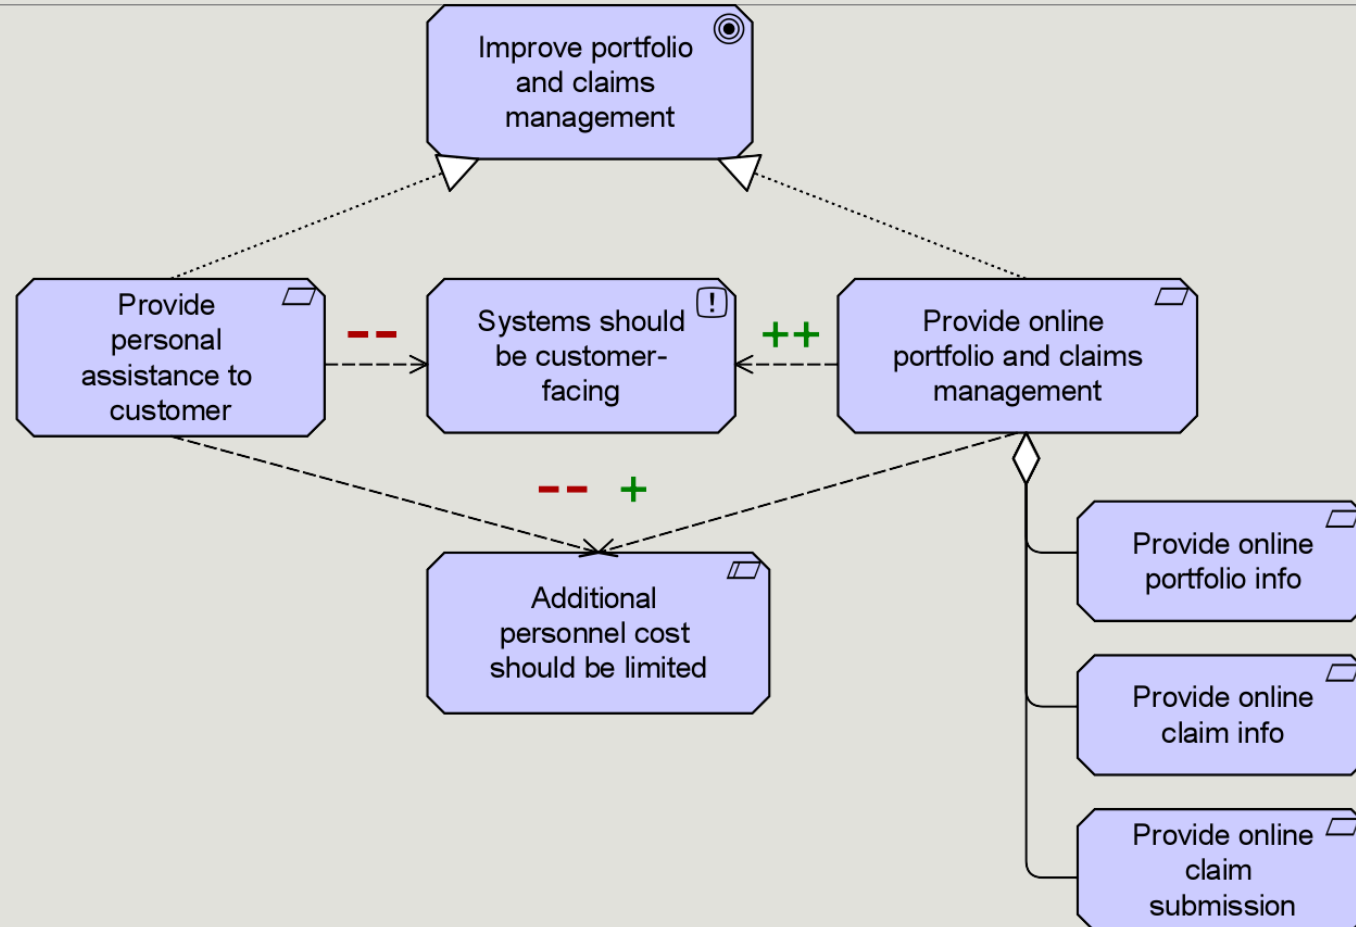 Improve portfolio
and claims
management
Provide
personal
assistance to
customer
--
Systems should
be customer-
facing
!
++
Provide online
portfolio and claims
management
-- +
Additional
personnel cost
should be limited
Provide online
portfolio info
Provide online
claim info
Provide online
claim
submission